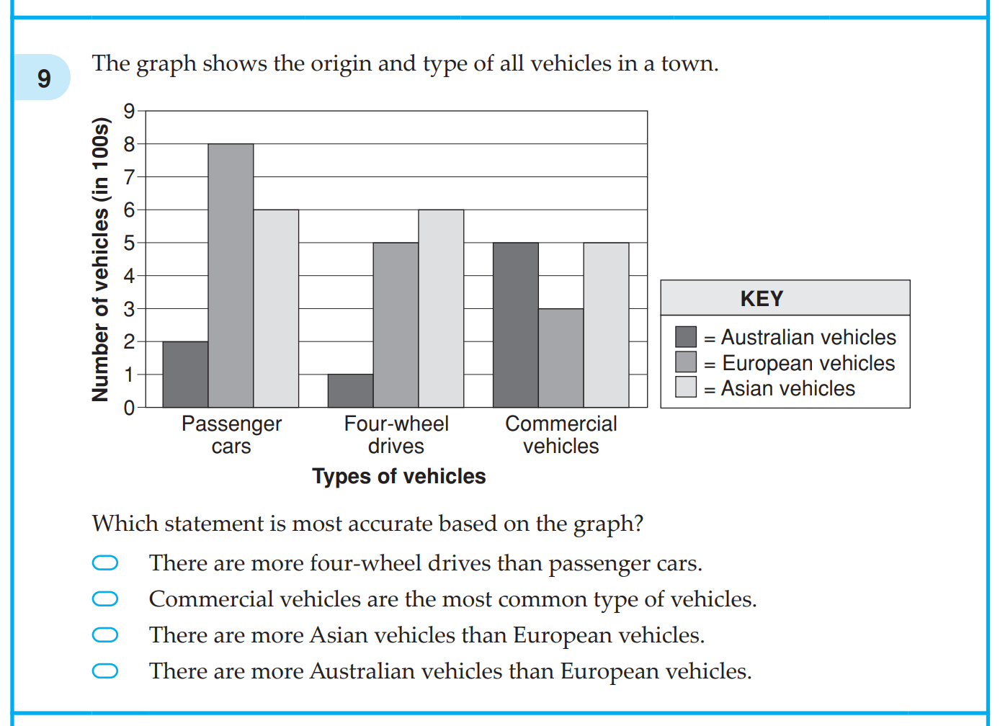 9
The graph shows the origin and type of all vehicles in a town.
Number of vehicles (in 100s)
9
8
7
6
5
4
3
2
1
0
Passenger
cars
Four-wheel
drives
Commercial
vehicles
Types of vehicles
KEY
= Australian vehicles
= European vehicles
= Asian vehicles
Which statement is most accurate based on the graph?
There are more four-wheel drives than passenger cars.
Commercial vehicles are the most common type of vehicles.
There are more Asian vehicles than European vehicles.
There are more Australian vehicles than European vehicles.